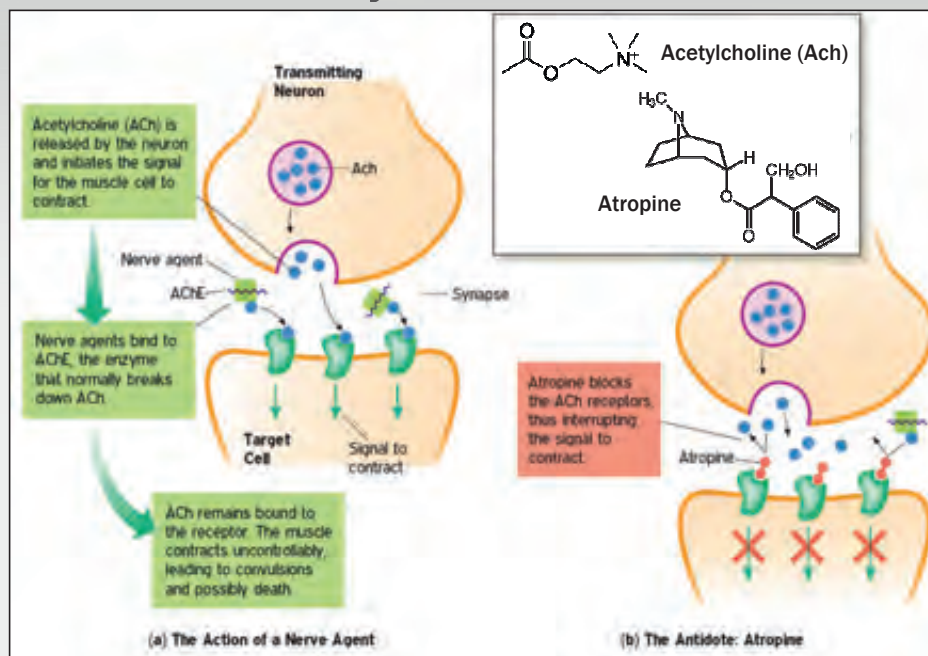 Acetylcholine (Ach)
H₃C
N
H
CH₂OH
O
O
Atropine
O
O
N+
Transmitting
Neuron
Acetylcholine (ACh) is
released by the neuron
and initiates the signal
for the muscle cell to
contract.
Ach
Nerve agent
AChE
Synapse
Nerve agents bind to
AChE, the enzyme
that normally breaks
down ACh.
Target
Cell
Signal to
contract
ACh remains bound to
the receptor. The muscle
contracts uncontrollably,
leading to convulsions
and possibly death.
(a) The Action of a Nerve Agent
Atropine blocks
the ACh receptors,
thus interrupting
the signal to
contract.
Atropine
(b) The Antidote: Atropine